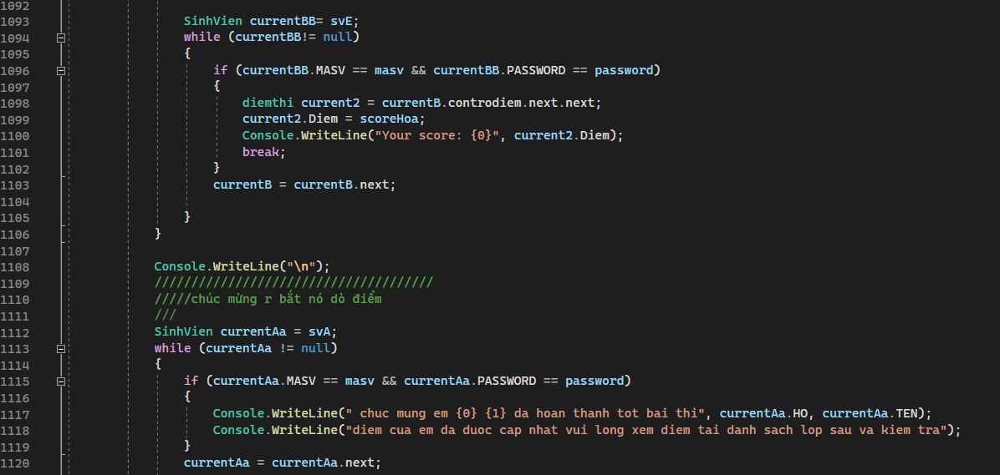 1092
1093 SinhVien currentBB= svE;
1094 while (currentBB!= null)
1095 {
1096 if (currentBB.MASV == masv && currentBB.PASSWORD == password)
1097 {
1098 diemthi current2 = currentB.controdiem.next.next;
1099 current2.Diem = scoreHoa;
1100 Console.WriteLine("Your score: {0}", current2.Diem);
1101 break;
1102 }
1103 currentB = currentB.next;
1104
1105 }
1106 }
1107
1108 Console.WriteLine("\n");
1109 //////////////////////////////////////
1110 /////chúc mừng r bắt nó dò điểm
1111 ///
1112 SinhVien currentAa = svA;
1113 while (currentAa != null)
1114 {
1115 if (currentAa.MASV == masv && currentAa.PASSWORD == password)
1116 {
1117 Console.WriteLine(" chuc mung em {0} {1} da hoan thanh tot bai thi", currentAa.HO, currentAa.TEN);
1118 Console.WriteLine("diem cua em da duoc cap nhat vui long xem diem tai danh sach lop sau va kiem tra");
1119 }
1120 currentAa = currentAa.next;